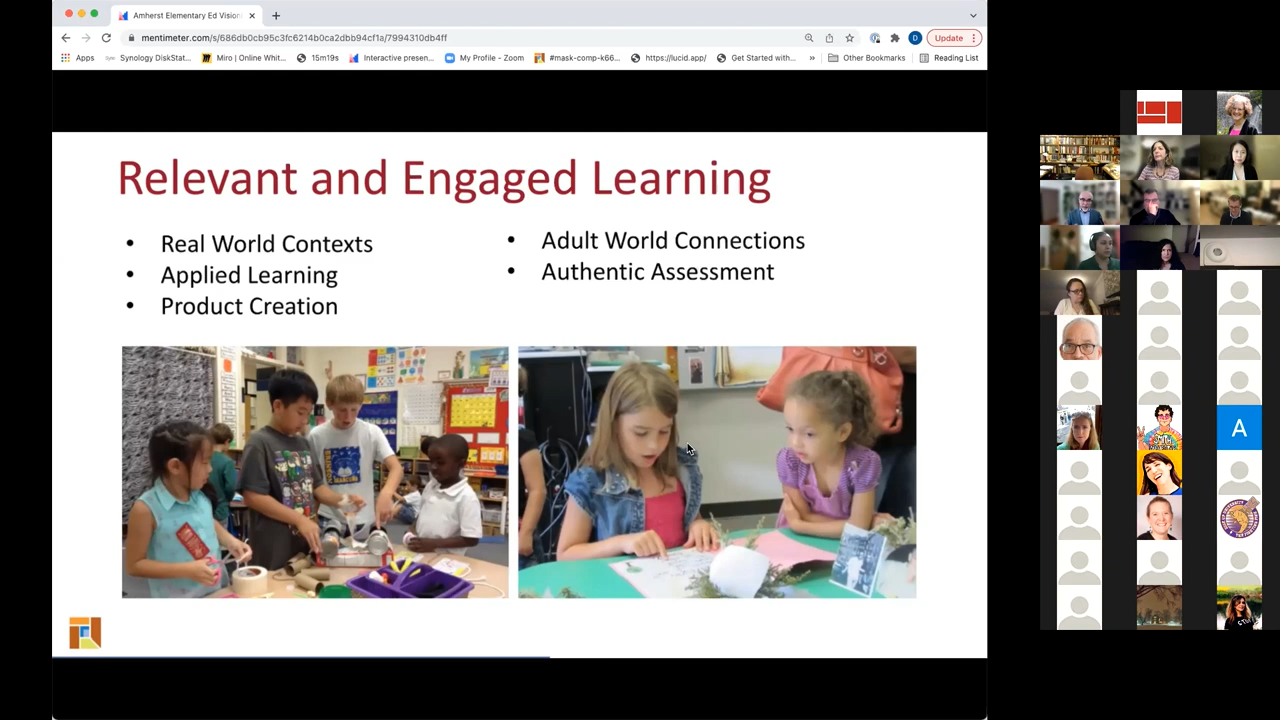 Amherst Elementary Ed Vision
mentimeter.com/s/686db0cb95c3fc6214b0ca2dbb94cf1a/7994310db4ff
D
Update
Apps
Synology DiskStat...
Miro | Online Whit...
15m19s
Interactive presen...
My Profile - Zoom
#mask-comp-k66...
https://lucid.app/
Get Started with...
»
Other Bookmarks
Reading List
Relevant and Engaged Learning
• Real World Contexts
• Applied Learning
• Product Creation
• Adult World Connections
• Authentic Assessment
A